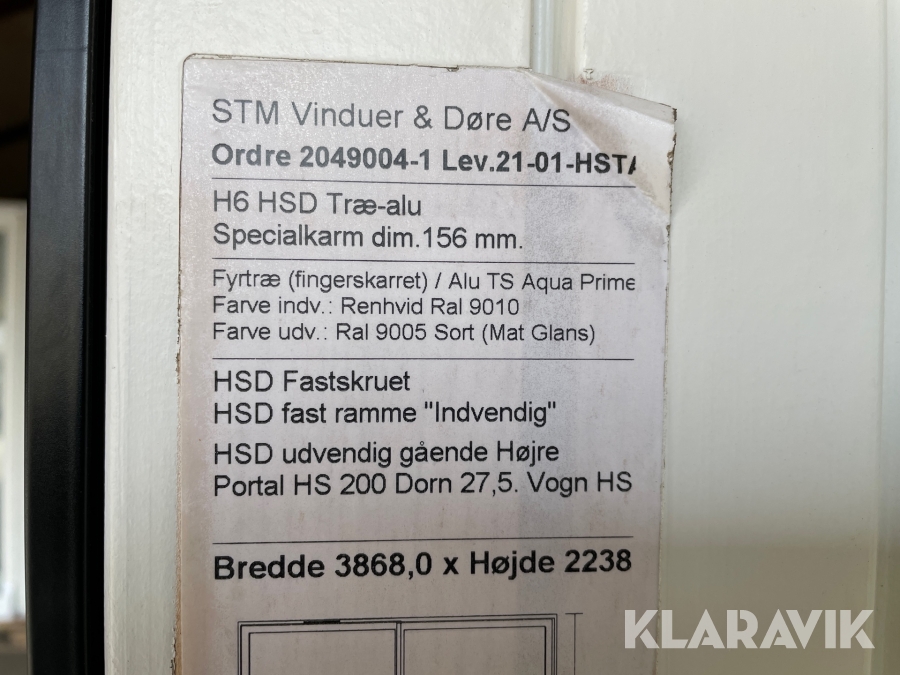 STM Vinduer & Døre A/S
Ordre 2049004-1 Lev.21-01-HSTA
H6 HSD Træ-alu
Specialkarm dim.156 mm.
Fyrtræ (fingerskarret) / Alu TS Aqua Prime
Farve indv.: Renhvid Ral 9010
Farve udv.: Ral 9005 Sort (Mat Glans)
HSD Fastskruet
HSD fast ramme "Indvendig"
HSD udvendig gående Højre
Portal HS 200 Dorn 27,5. Vogn HS
Bredde 3868,0 x Højde 2238
KLARAVIK